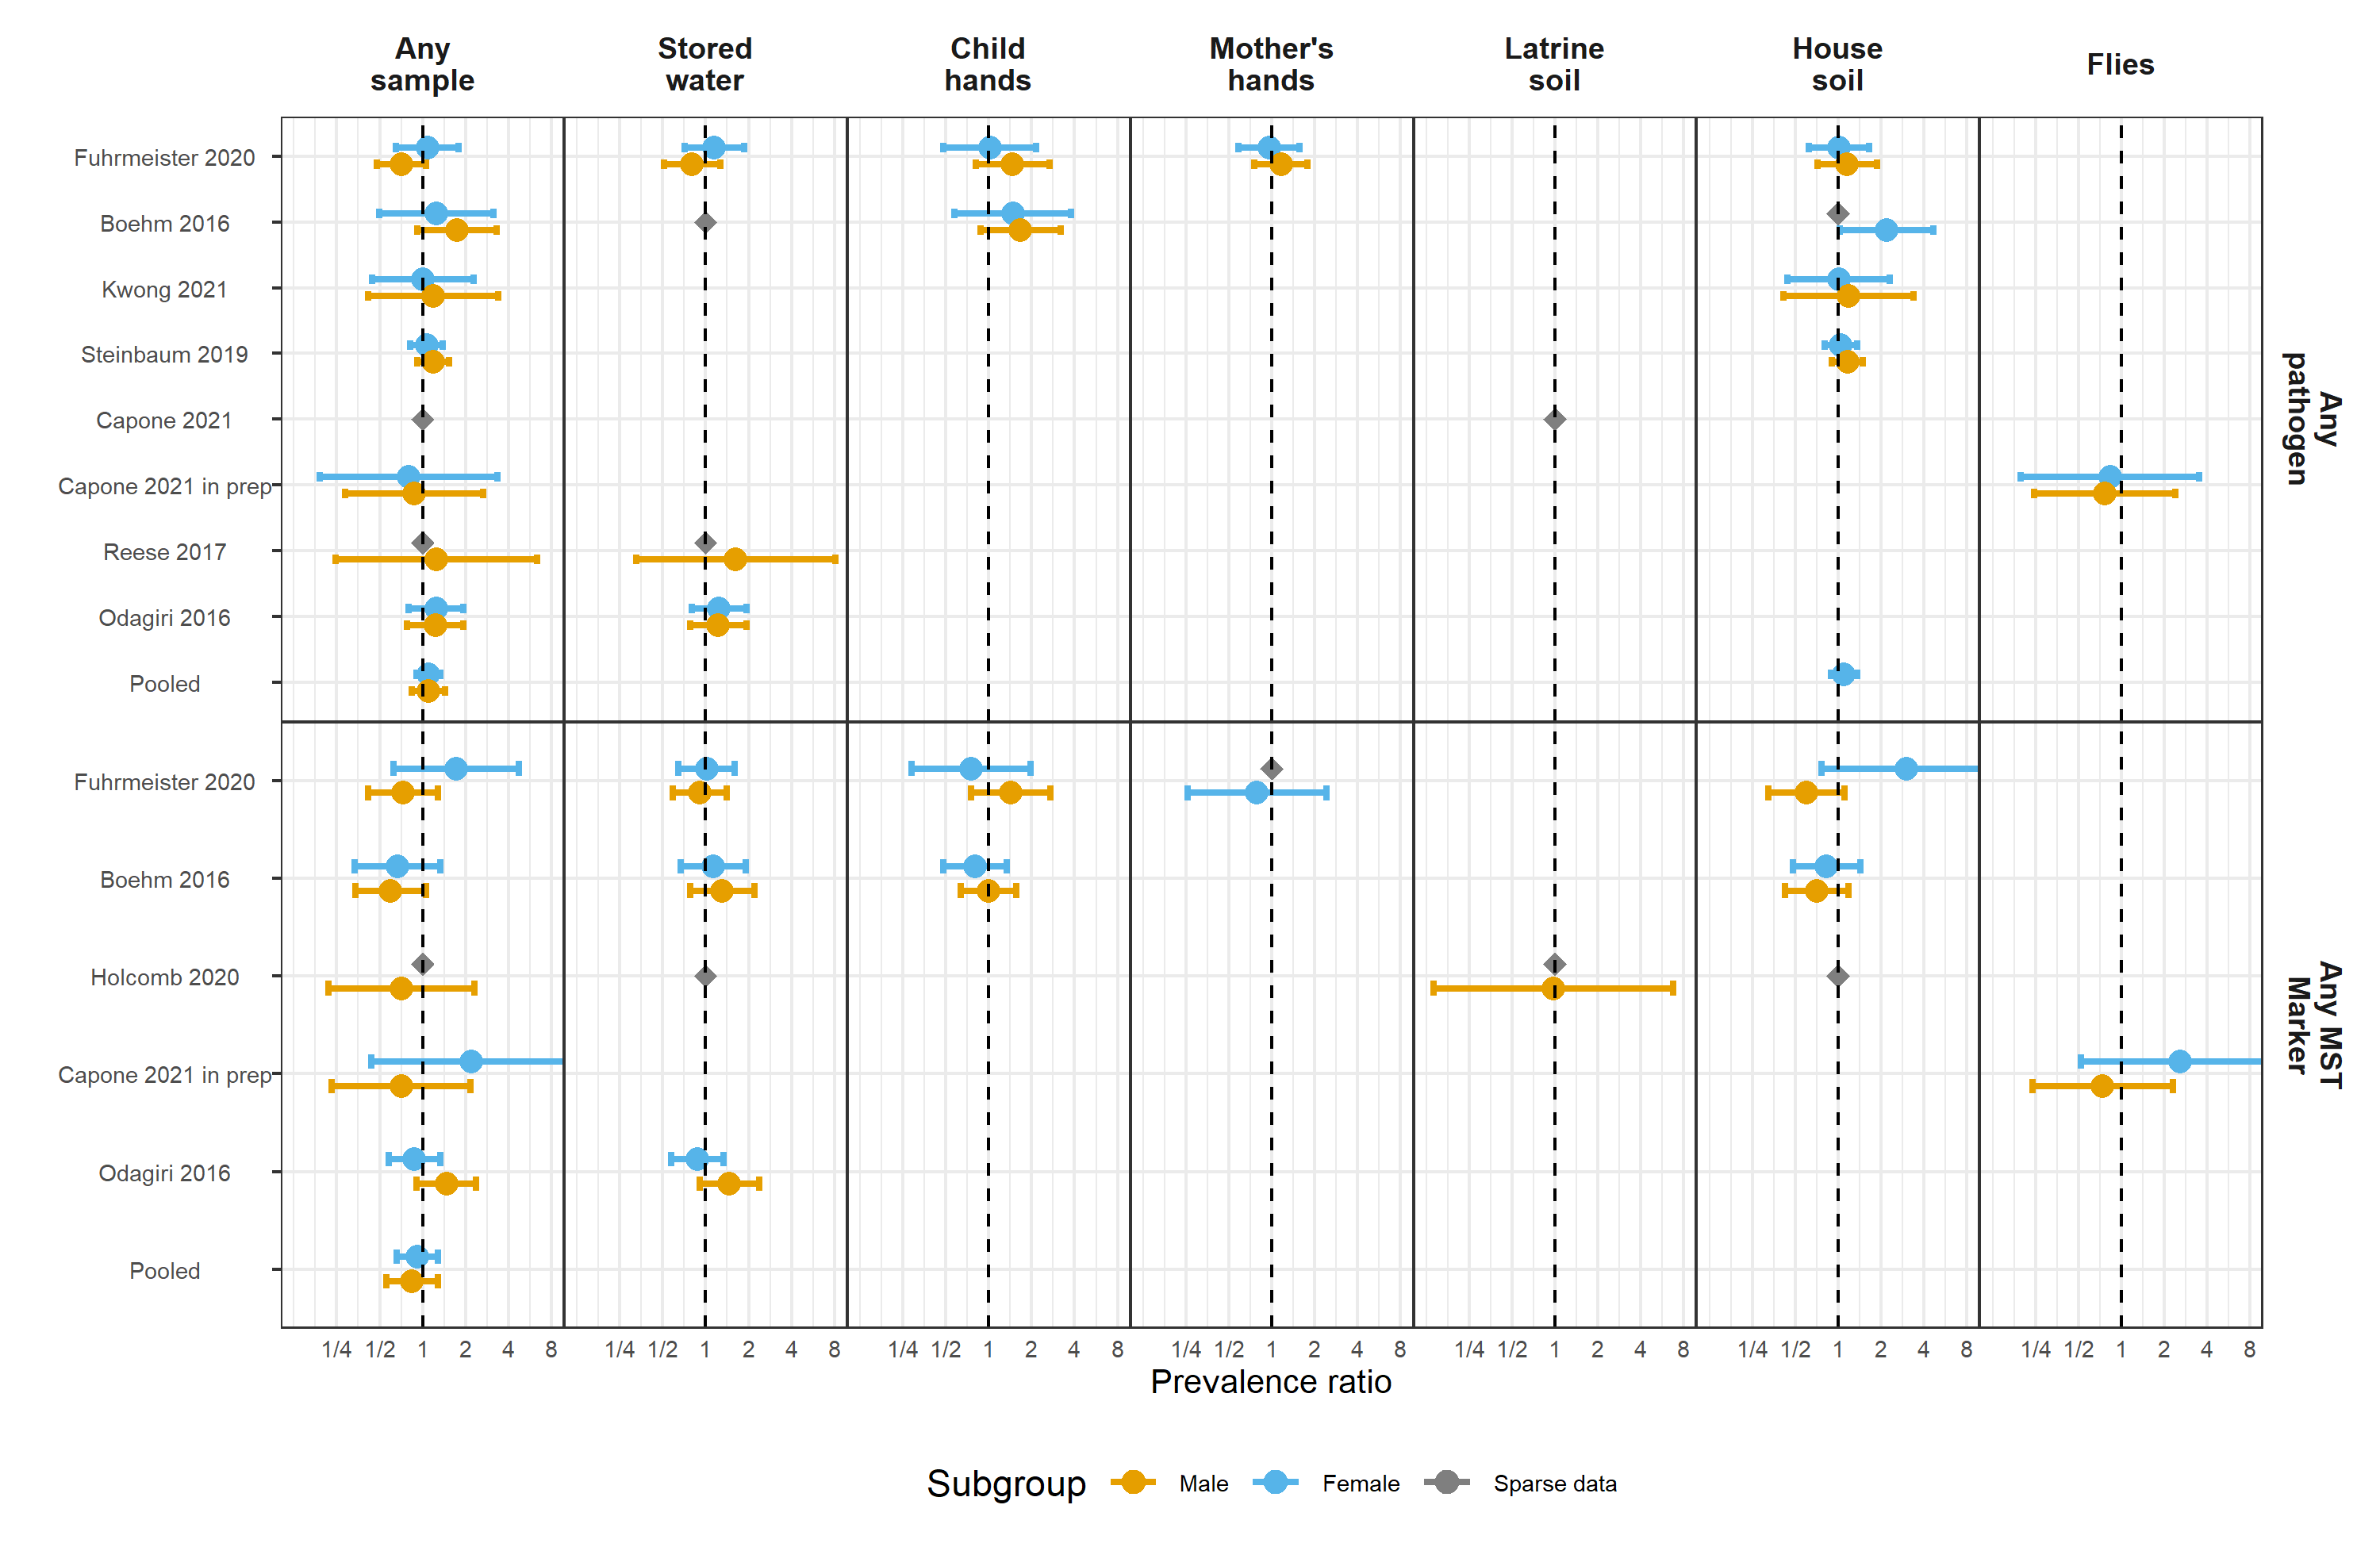 Any
sample
Stored
water
Child
hands
Mother's
hands
Latrine
soil
House
soil
Flies
Fuhrmeister 2020
Boehm 2016
Kwong 2021
Steinbaum 2019
Capone 2021
Capone 2021 in prep
Reese 2017
Odagiri 2016
Pooled
Any
pathogen
Fuhrmeister 2020
Boehm 2016
Holcomb 2020
Capone 2021 in prep
Odagiri 2016
Pooled
Any MST
Marker
1/4 1/2 1 2 4 8 1/4 1/2 1 2 4 8 1/4 1/2 1 2 4 8 1/4 1/2 1 2 4 8 1/4 1/2 1 2 4 8 1/4 1/2 1 2 4 8 1/4 1/2 1 2 4 8
Prevalence ratio
Subgroup Male Female Sparse data